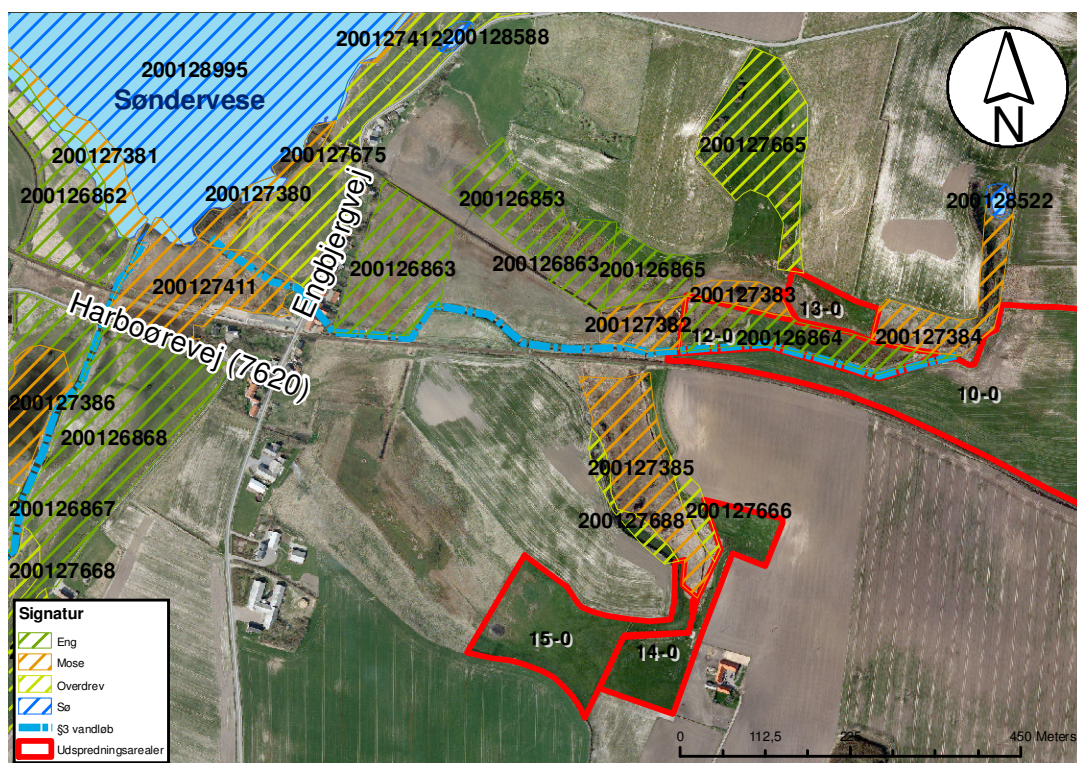 200127412
200128588
200128995
Søndervese
200127381
200127675
200127665
200126862
200127380
200126853
200128522
Engbjergvej
200126863
200126863
200126865
200127411
200127383
13-0
Harboørevej (7620)
200127382
12-0
200126864
200127384
10-0
200127386
200126868
200127385
200126867
200127688
200127666
200127668
15-0
14-0
N
Signatur
Eng
Mose
Overdrev
Sø
§3 vandløb
Udspredningsarealer
0 112,5 225 450 Meters